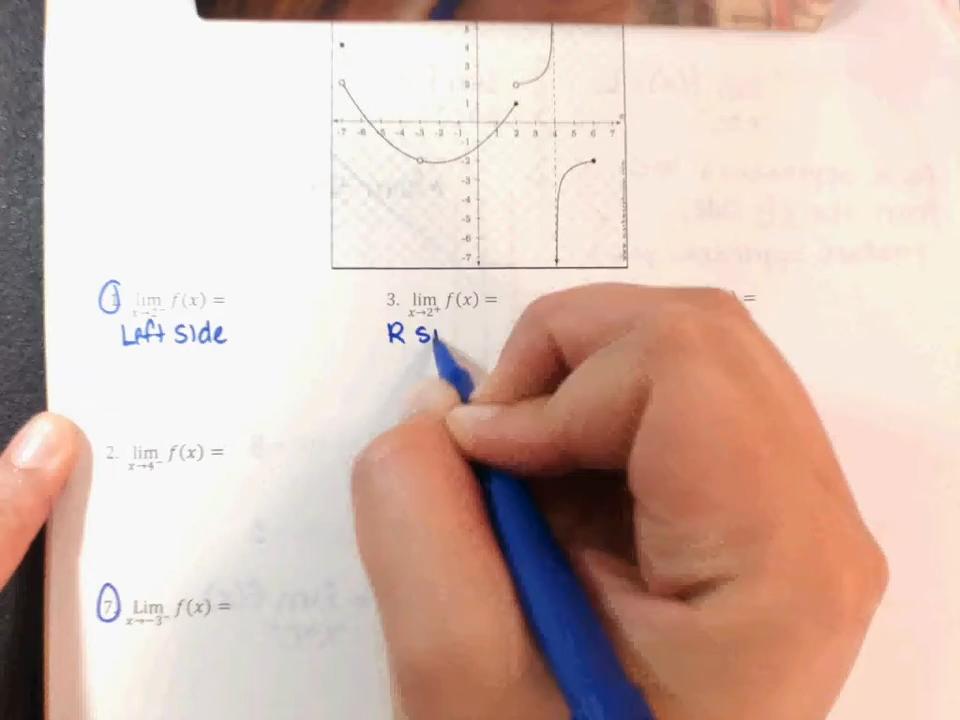 5
4
3
2
1
-7 -6 -5 -4 -3 -2 -1 1 2 3 4 5 6 7
-1
-2
-3
-4
-5
-6
-7
1. lim f(x) =
x→2⁻
Left side
3. lim f(x) =
x→2⁺
R si
=
2. lim f(x) =
x→4⁻
7. Lim f(x) =
x→-3⁻